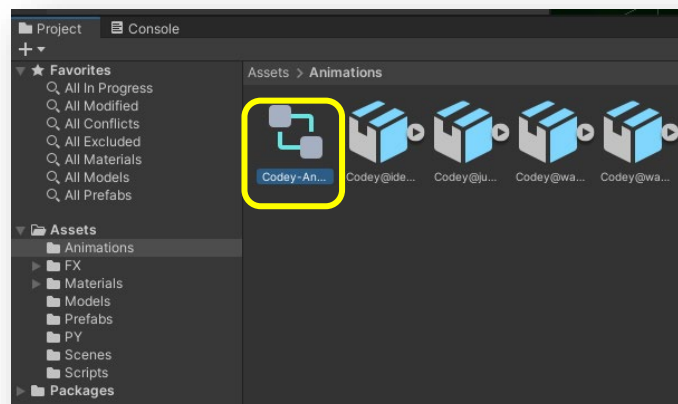 Project
Console
Favorites
All In Progress
All Modified
All Conflicts
All Excluded
All Materials
All Models
All Prefabs
Assets
Animations
FX
Materials
Models
Prefabs
PY
Scenes
Scripts
Packages
Assets > Animations
Codey-An... Codey@ide... Codey@ju... Codey@wa... Codey@wa...